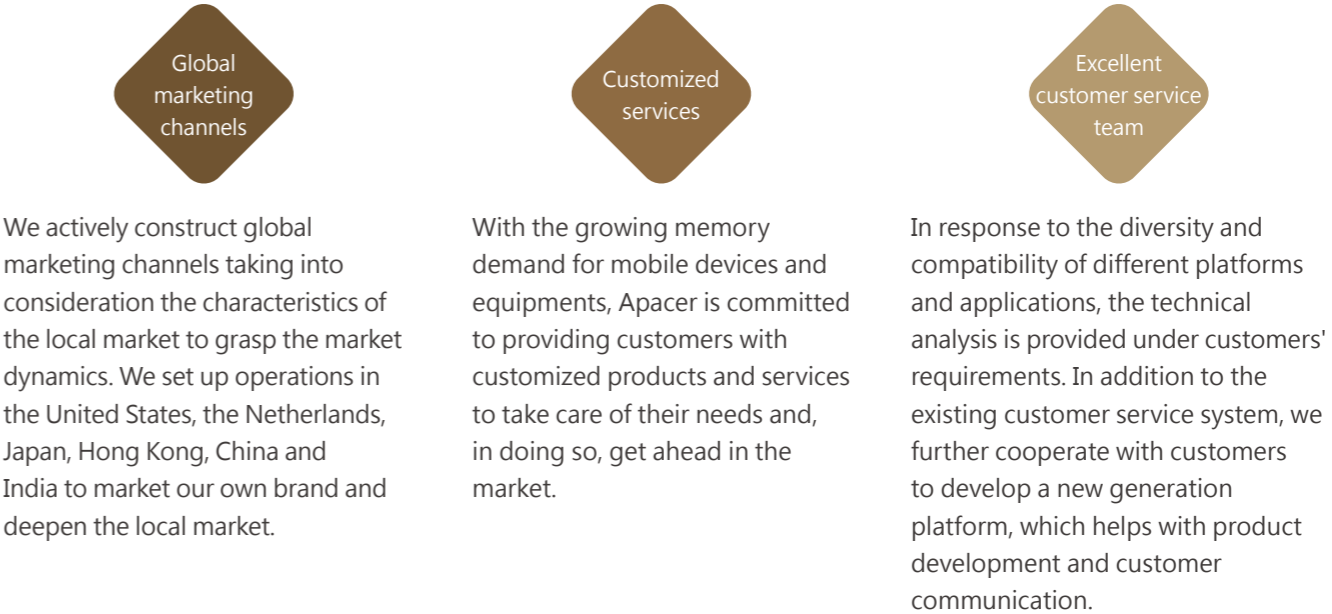 Global
marketing
channels
We actively construct global
marketing channels taking into
consideration the characteristics of
the local market to grasp the market
dynamics. We set up operations in
the United States, the Netherlands,
Japan, Hong Kong, China and
India to market our own brand and
deepen the local market.
Customized
services
With the growing memory
demand for mobile devices and
equipments, Apacer is committed
to providing customers with
customized products and services
to take care of their needs and,
in doing so, get ahead in the
market.
Excellent
customer service
team
In response to the diversity and
compatibility of different platforms
and applications, the technical
analysis is provided under customers'
requirements. In addition to the
existing customer service system, we
further cooperate with customers
to develop a new generation
platform, which helps with product
development and customer
communication.